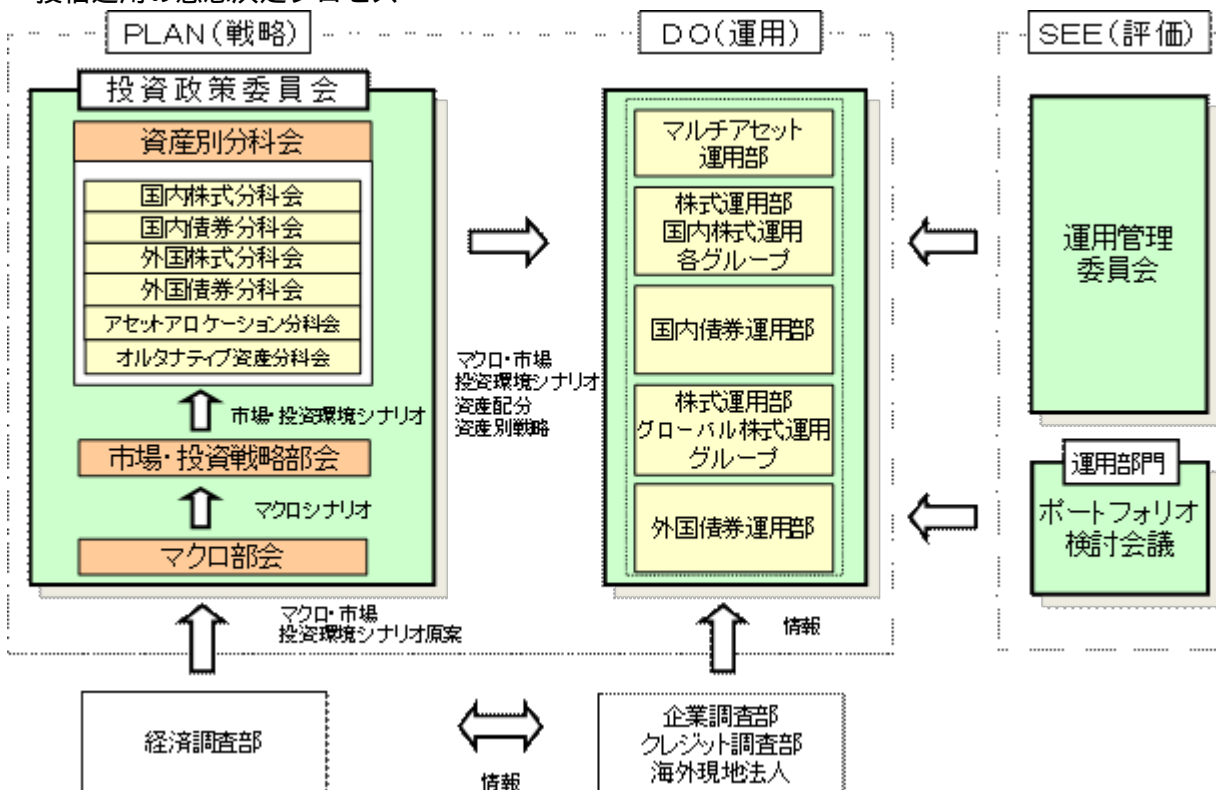 PLAN(戦略)
DO(運用)
SEE(評価)
投資政策委員会
資産別分科会
国内株式分科会
国内債券分科会
外国株式分科会
外国債券分科会
アセットアロケーション分科会
オルタナティブ資産分科会
市場・投資環境シナリオ
市場・投資戦略部会
マクロシナリオ
マクロ部会
マクロ・市場
投資環境シナリオ
資産配分
資産別戦略
マルチアセット
運用部
株式運用部
国内株式運用
各グループ
国内債券運用部
株式運用部
グローバル株式運用
グループ
外国債券運用部
運用管理
委員会
運用部門
ポートフォリオ
検討会議
マクロ・市場
投資環境シナリオ原案
情報
経済調査部
情報
企業調査部
クレジット調査部
海外現地法人